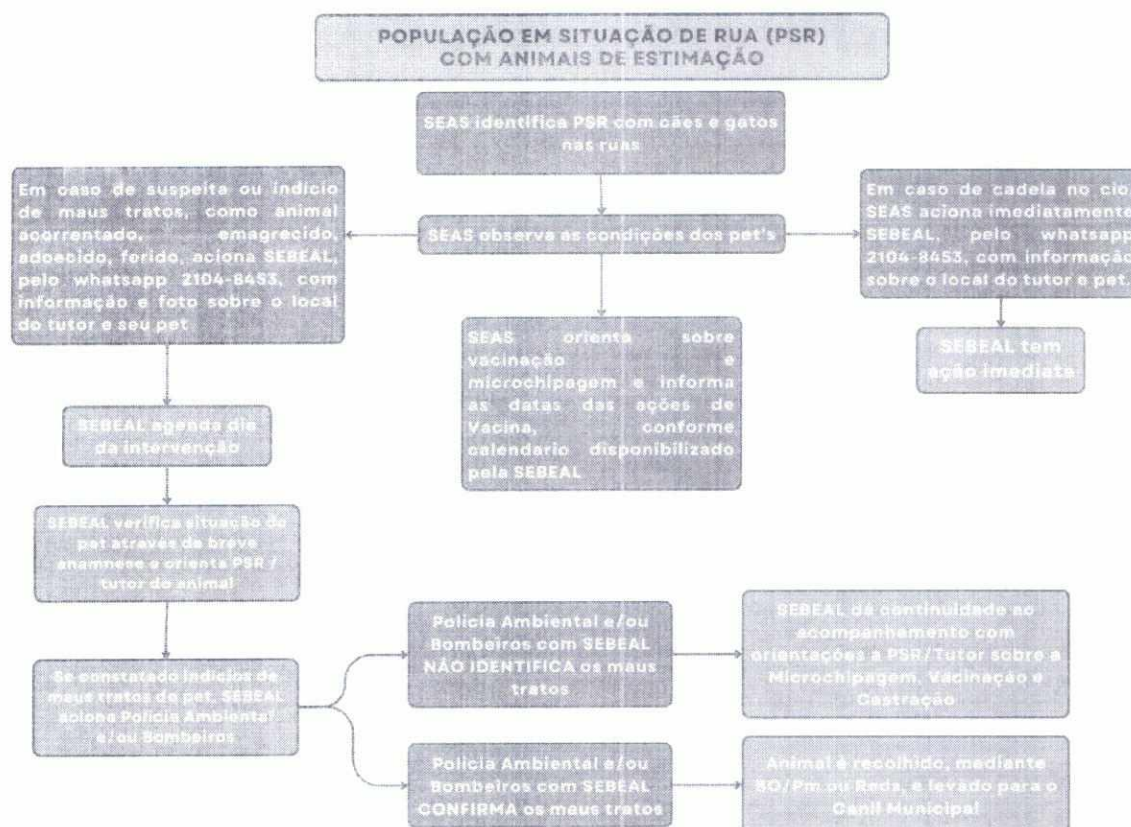 POPULAÇÃO EM SITUAÇÃO DE RUA (PSR)
COM ANIMAIS DE ESTIMAÇÃO
SEAS identifica PSR com cães e gatos
nas ruas
SEAS observa as condições dos pet's
Em caso de suspeita ou indício
de maus tratos, como animal
acorrentado, emagrecido,
adoecido, ferido, aciona SEBEAL,
pelo whatsapp 2104-8453, com
informação e foto sobre o local
do tutor e seu pet
Em caso de cadela no cio,
SEAS aciona imediatamente
SEBEAL, pelo whatsapp
2104-8453, com informação
sobre o local do tutor e pet.
SEBEAL tem
ação imediata
SEAS orienta sobre
vacinação e
microchipagem e informa
as datas das ações de
Vacina, conforme
calendario disponibilizado
pela SEBEAL
SEBEAL agenda dia
da intervenção
SEBEAL verifica situação do
pet através de breve
anamnese e orienta PSR /
tutor do animal
Se constatado indícios de
maus tratos do pet, SEBEAL
aciona Polícia Ambiental
e/ou Bombeiros
Policia Ambiental e/ou
Bombeiros com SEBEAL
NÃO IDENTIFICA os maus
tratos
SEBEAL dá continuidade ao
acompanhamento com
orientações a PSR/Tutor sobre a
Microchipagem, Vacinação e
Castração
Policia Ambiental e/ou
Bombeiros com SEBEAL
CONFIRMA os maus tratos
Animal é recolhido, mediante
BO/Pm ou Reds, e levado para o
Canil Municipal